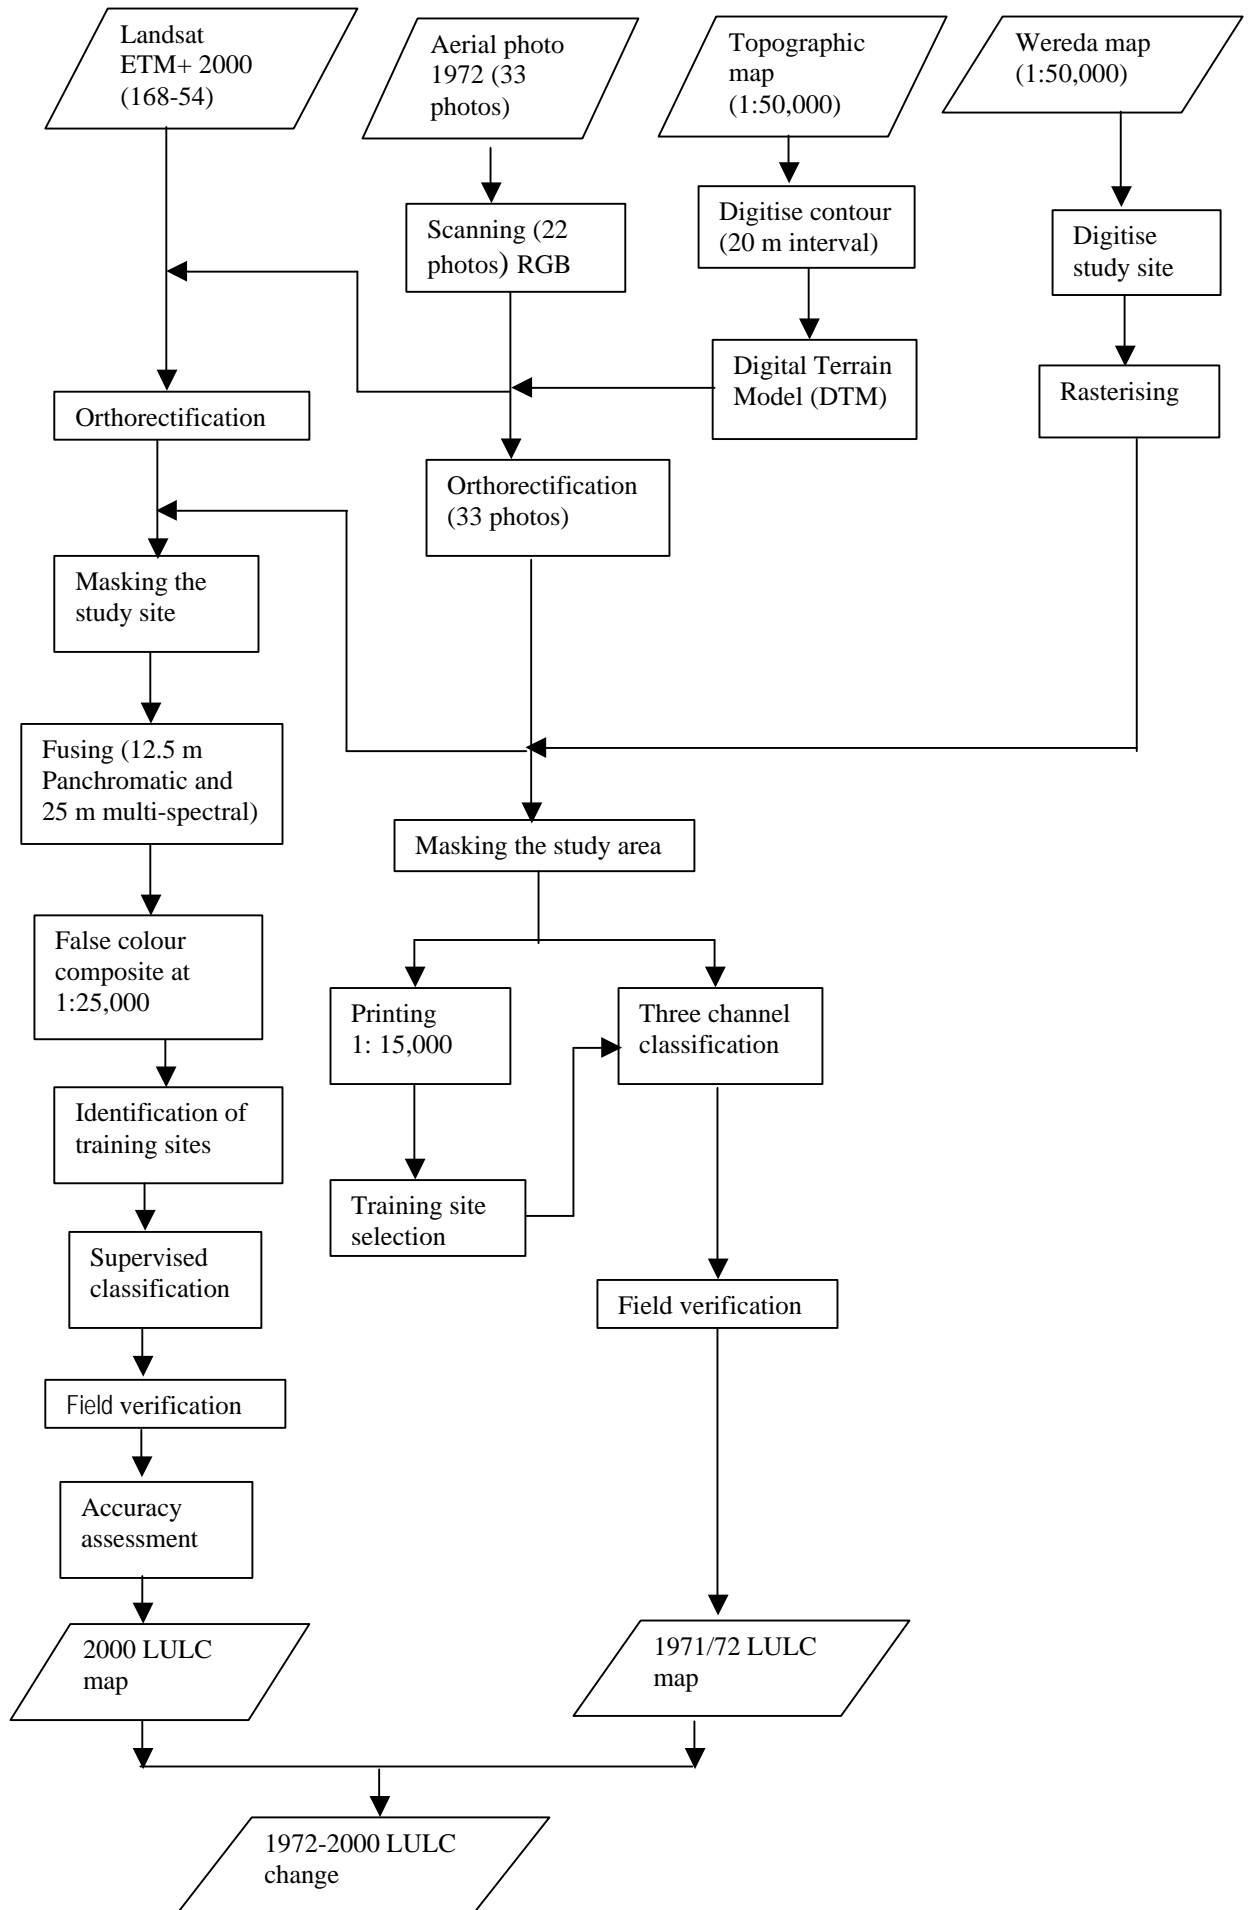 Landsat
ETM+ 2000
(168-54)
Aerial photo
1972 (33
photos)
Topographic
map
(1:50,000)
Wereda map
(1:50,000)
Scanning (22
photos) RGB
Digitise contour
(20 m interval)
Digitise
study site
Digital Terrain
Model (DTM)
Rasterising
Orthorectification
Orthorectification
(33 photos)
Masking the
study site
Fusing (12.5 m
Panchromatic and
25 m multi-spectral)
Masking the study area
False colour
composite at
1:25,000
Printing
1: 15,000
Three channel
classification
Identification of
training sites
Training site
selection
Supervised
classification
Field verification
Field verification
Accuracy
assessment
2000 LULC
map
1971/72 LULC
map
1972-2000 LULC
change